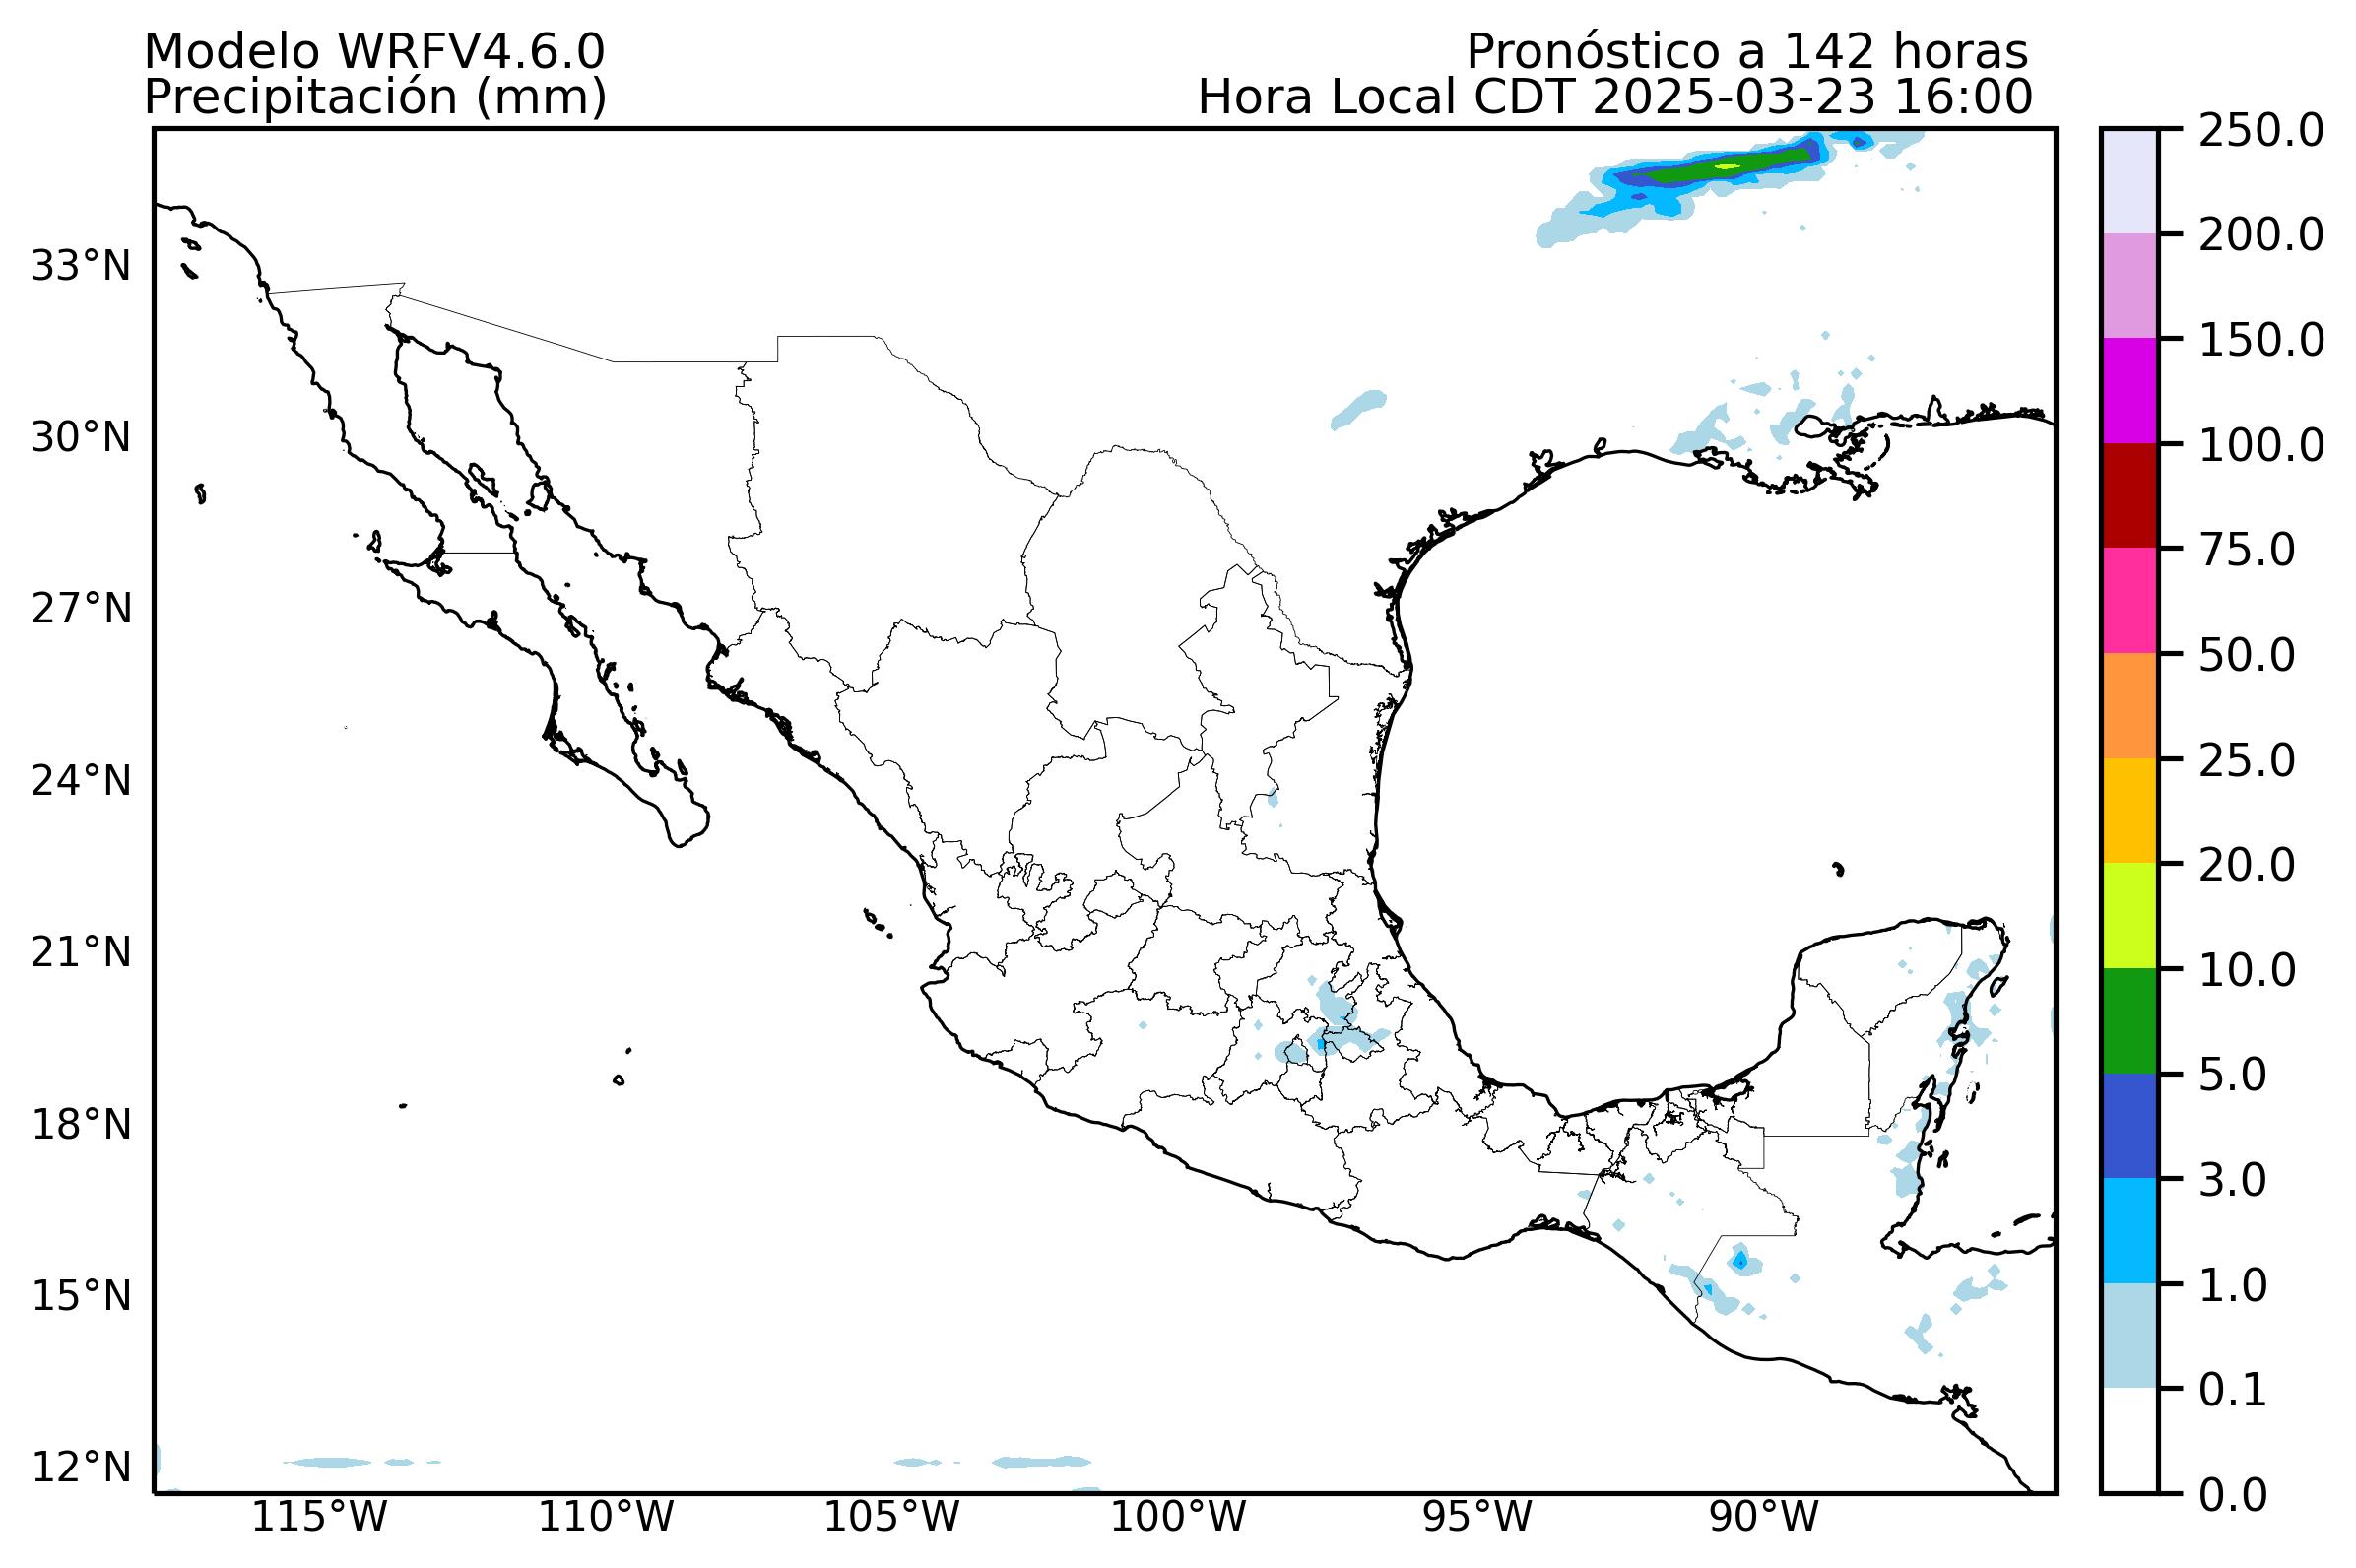 Modelo WRFV4.6.0
Precipitación (mm)
Pronóstico a 142 horas
Hora Local CDT 2025-03-23 16:00
33°N
30°N
27°N
24°N
21°N
18°N
15°N
12°N
115°W
110°W
105°W
100°W
95°W
90°W
250.0
200.0
150.0
100.0
75.0
50.0
25.0
20.0
10.0
5.0
3.0
1.0
0.1
0.0